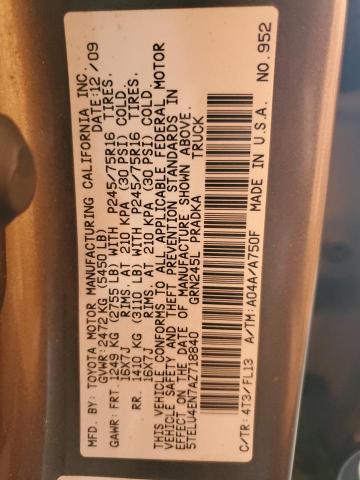 MFD. BY: TOYOTA MOTOR MANUFACTURING CALIFORNIA INC.
GVWR: 2472KG (5450 LB) DATE: 12/09
GAWR: FRT. 1249 KG (2755 LB) WITH P245/75R16 TIRES.
16X7J RIMS. AT 210 KPA (30 PSI) COLD.
RR. 1410 KG (3110 LB) WITH P245/75R16 TIRES.
16X7J RIMS. AT 210 KPA (30 PSI) COLD.
THIS VEHICLE CONFORMS TO ALL APPLICABLE FEDERAL MOTOR
VEHICLE SAFETY AND THEFT PREVENTION STANDARDS IN
EFFECT ON THE DATE OF MANUFACTURE SHOWN ABOVE.
5TELU4EN7AZ718840 GRN245L PRADKA TRUCK
C/TR: 4T3/FL13 A/TM: A04A/A750F MADE IN U.S.A. NO. 952